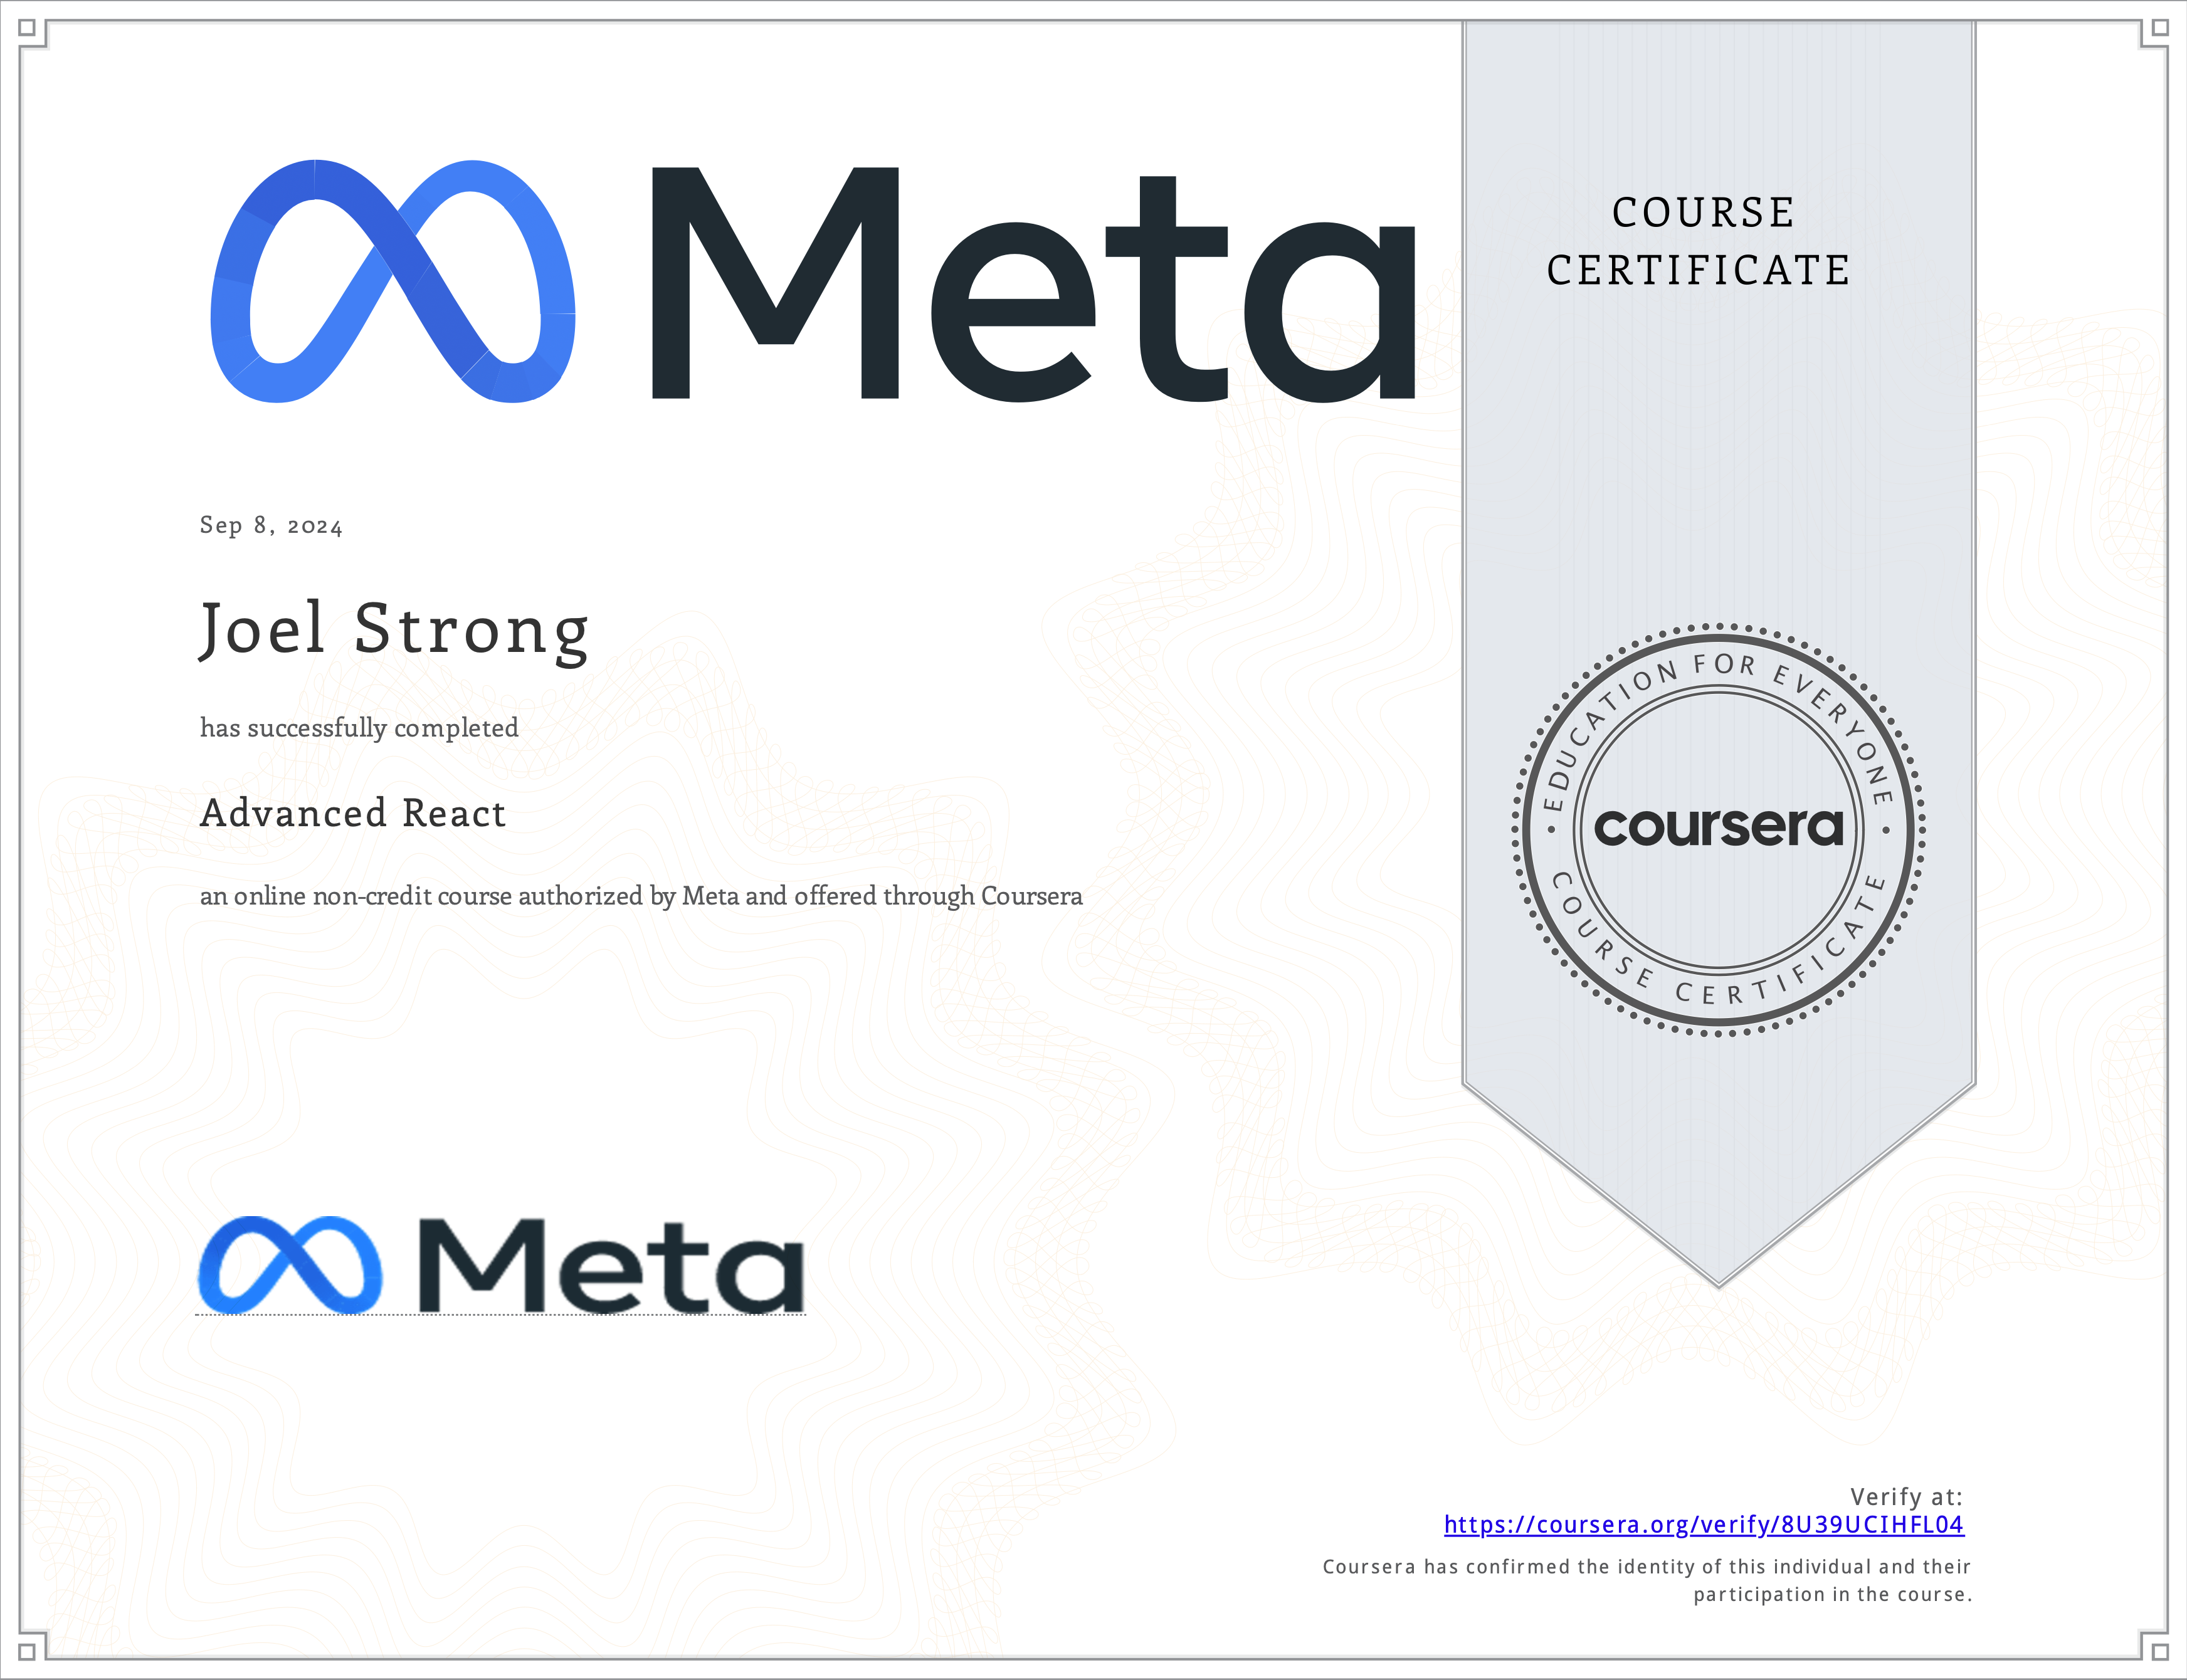 Meta
COURSE
CERTIFICATE
Sep 8, 2024
Joel Strong
has successfully completed
Advanced React
an online non-credit course authorized by Meta and offered through Coursera
EDUCATION FOR EVERYONE
coursera
COURSE CERTIFICATE
Meta
Verify at:
https://coursera.org/verify/8U39UCIHFL04
Coursera has confirmed the identity of this individual and their
participation in the course.